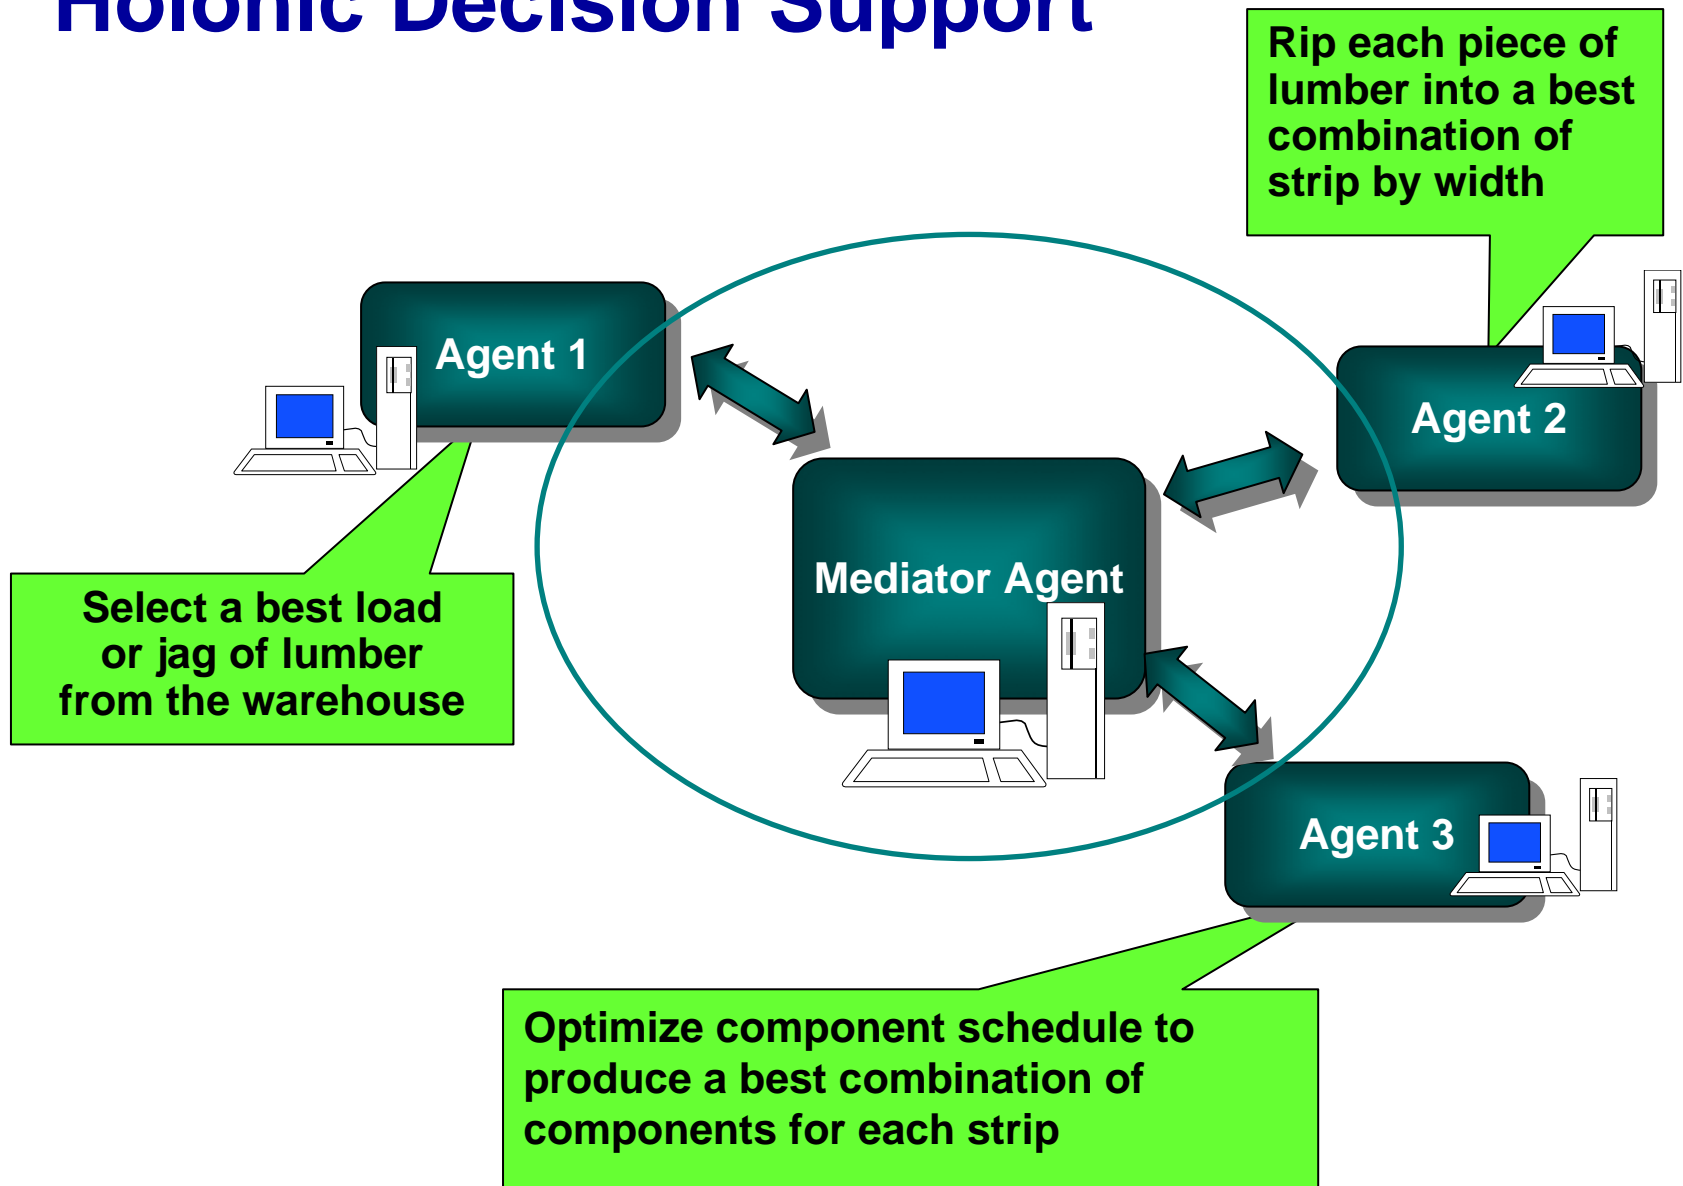 Holonic Decision Support
Rip each piece of
lumber into a best
combination of
strip by width
Agent 1
Agent 2
Mediator Agent
Select a best load
or jag of lumber
from the warehouse
Agent 3
Optimize component schedule to
produce a best combination of
components for each strip